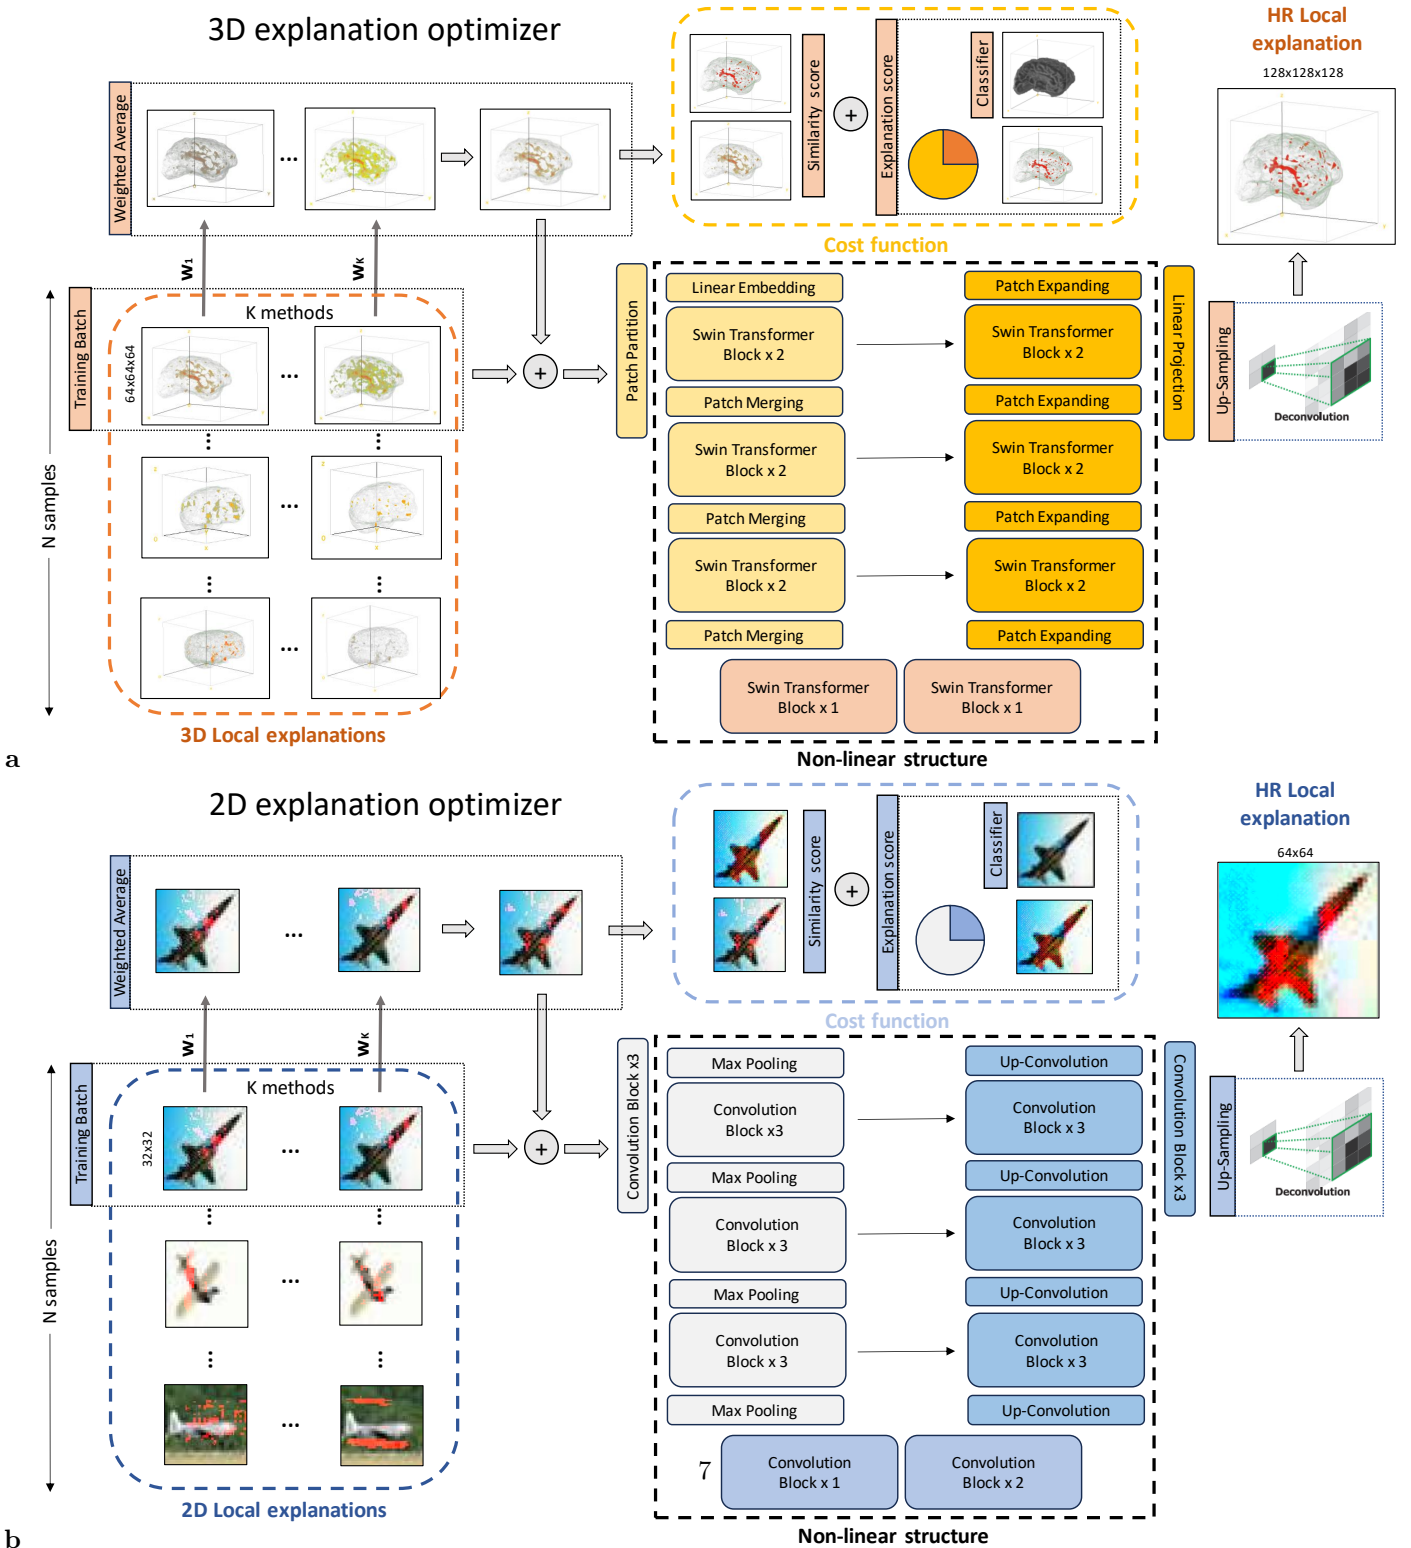 3D explanation optimizer
HR Local
explanation
128x128x128
Weighted Average
...
Similarity score
+
Explanation score
Classifier
Cost function
W1
WK
Training Batch
K methods
64x64x64
...
+
N samples
...
...
...
...
...
...
3D Local explanations
Patch Partition
Linear Embedding
Patch Expanding
Swin Transformer
Block x 2
Swin Transformer
Block x 2
Patch Merging
Patch Expanding
Swin Transformer
Block x 2
Swin Transformer
Block x 2
Patch Merging
Patch Expanding
Swin Transformer
Block x 2
Swin Transformer
Block x 2
Patch Merging
Patch Expanding
Swin Transformer
Block x 1
Swin Transformer
Block x 1
Linear Projection
Up-Sampling
Deconvolution
Non-linear structure
a
2D explanation optimizer
HR Local
explanation
64x64
Weighted Average
...
Similarity score
+
Explanation score
Classifier
Cost function
W1
WK
Training Batch
K methods
32x32
...
+
N samples
...
...
...
...
...
...
2D Local explanations
Convolution Block x3
Max Pooling
Up-Convolution
Convolution
Block x3
Convolution
Block x 3
Max Pooling
Up-Convolution
Convolution
Block x 3
Convolution
Block x 3
Max Pooling
Up-Convolution
Convolution
Block x 3
Convolution
Block x 3
Max Pooling
Up-Convolution
7
Convolution
Block x 1
Convolution
Block x 2
Convolution Block x3
Up-Sampling
Deconvolution
Non-linear structure
b